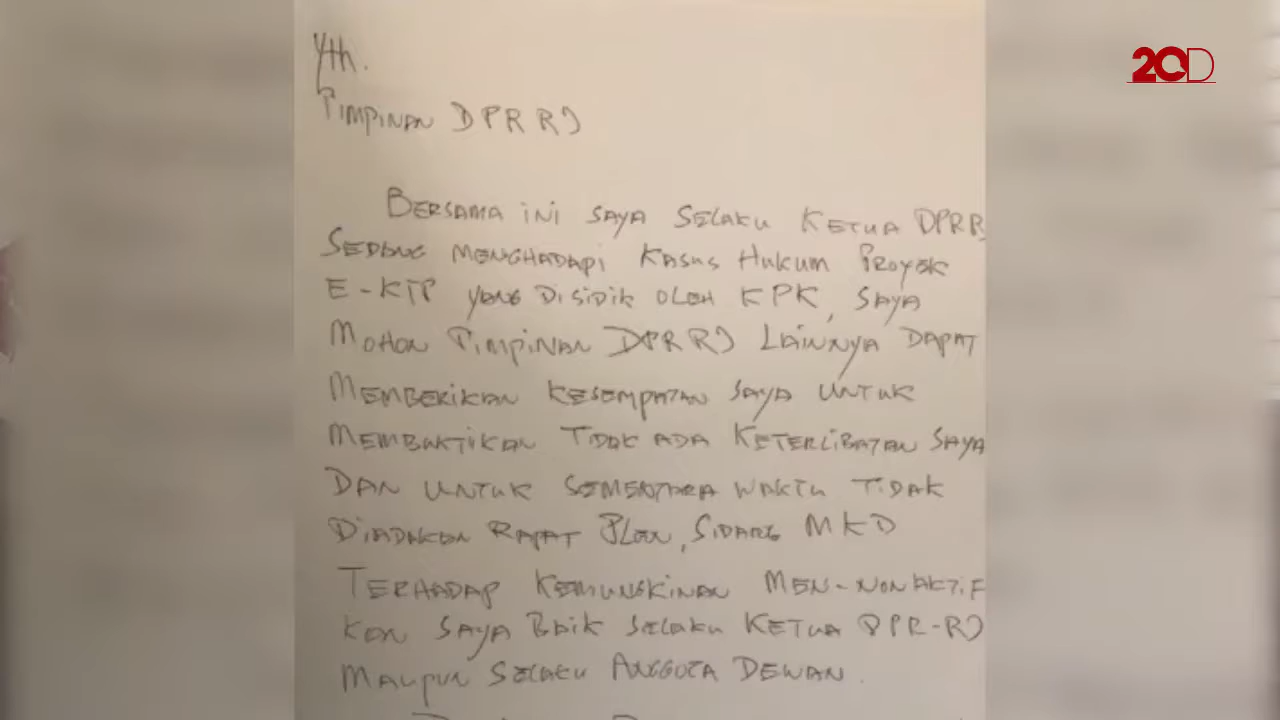 20D
Yth.
Pimpinan DPR RI
BERSAMA iNi SAYA SELAKU KETUA DPRR
SEDANG MENGHADAPI KASUS HUKUM PROYEK
E-KTP YANG DISIDIK OLEH KPK, SAYA
MOHON PIMPINAN DPR RI LAINNYA DAPAT
MEMBERIKAN KESEMPATAN SAYA UNTUK
MEMBUKTIKAN TIDAK ADA KETERLIBATAN SAYA
DAN UNTUK SEMENTARA WAKTU TIDAK
DIADAKAN RAPAT PLENO, SIDANG MKD
TERHADAP KEMUNGKINAN MEN-NONAKTIF
KAN SAYA BAIK SELAKU KETUA DPR-RI
MAUPUN SELAKU ANGGOTA DEWAN.